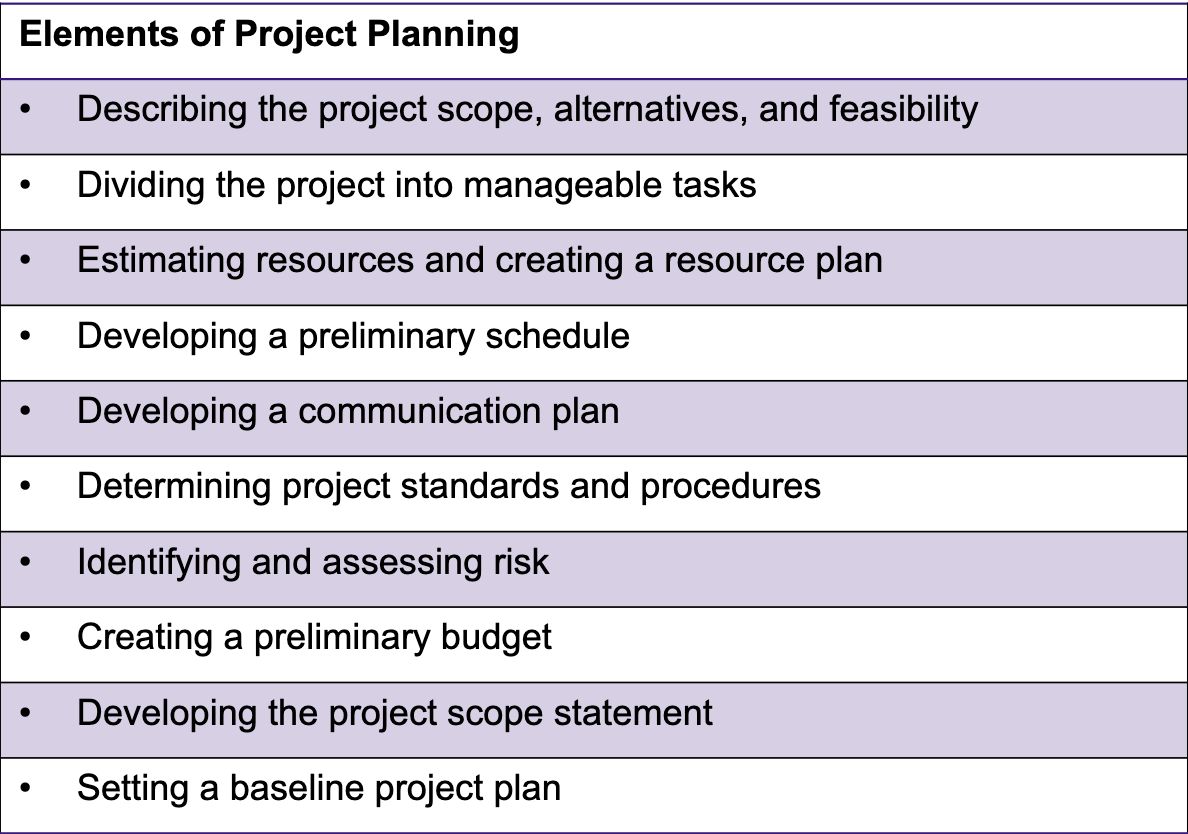 Elements of Project Planning
• Describing the project scope, alternatives, and feasibility
• Dividing the project into manageable tasks
• Estimating resources and creating a resource plan
• Developing a preliminary schedule
• Developing a communication plan
• Determining project standards and procedures
• Identifying and assessing risk
• Creating a preliminary budget
• Developing the project scope statement
• Setting a baseline project plan